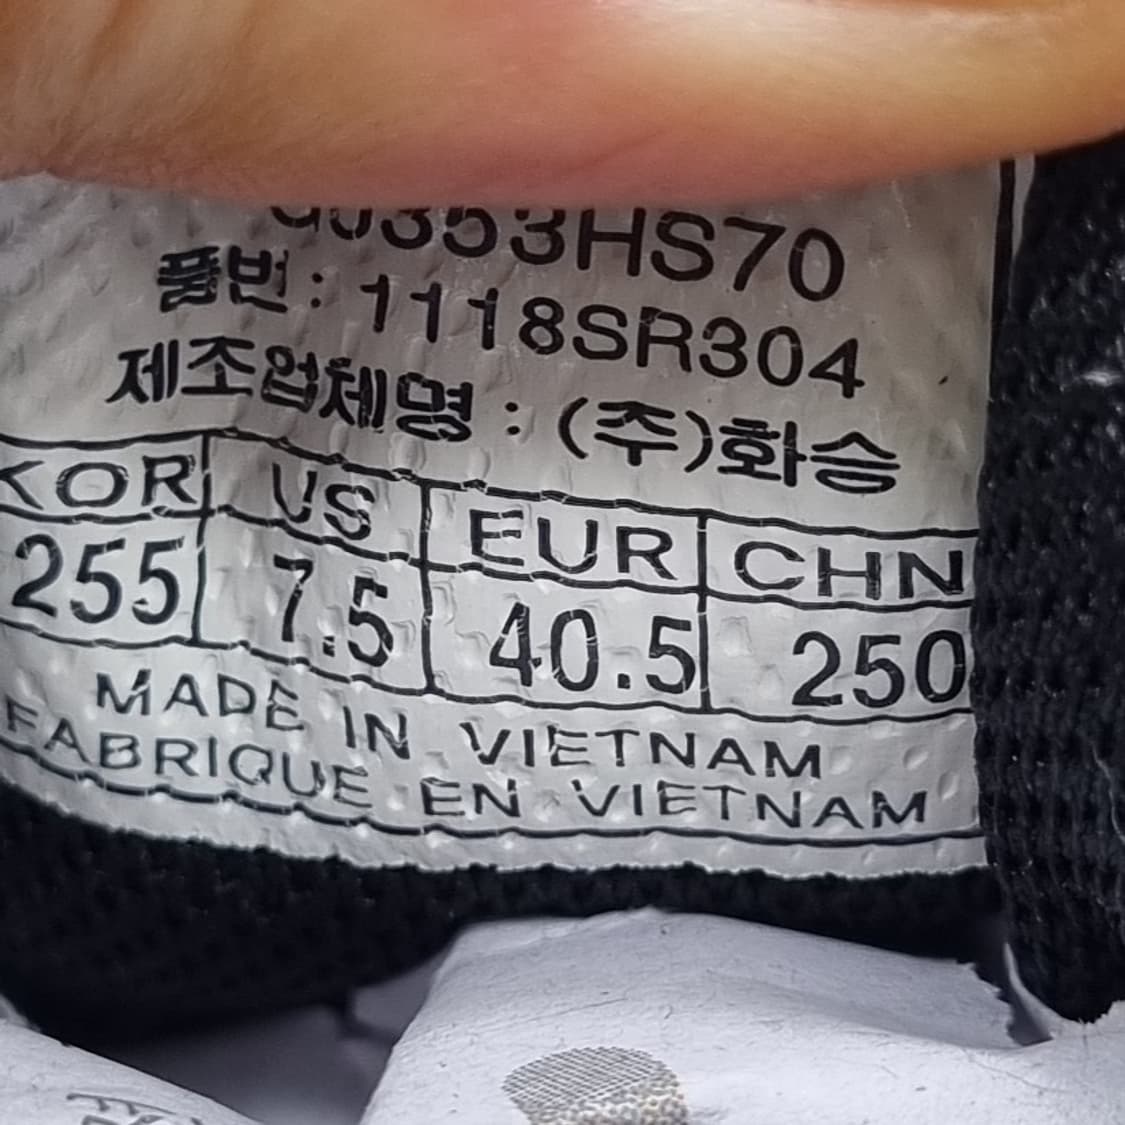 0353HS70
품번: 1118SR304
제조업체명 : (주)화승
KOR US EUR CHN
255 7.5 40.5 250
MADE IN VIETNAM
FABRIQUE EN VIETNAM